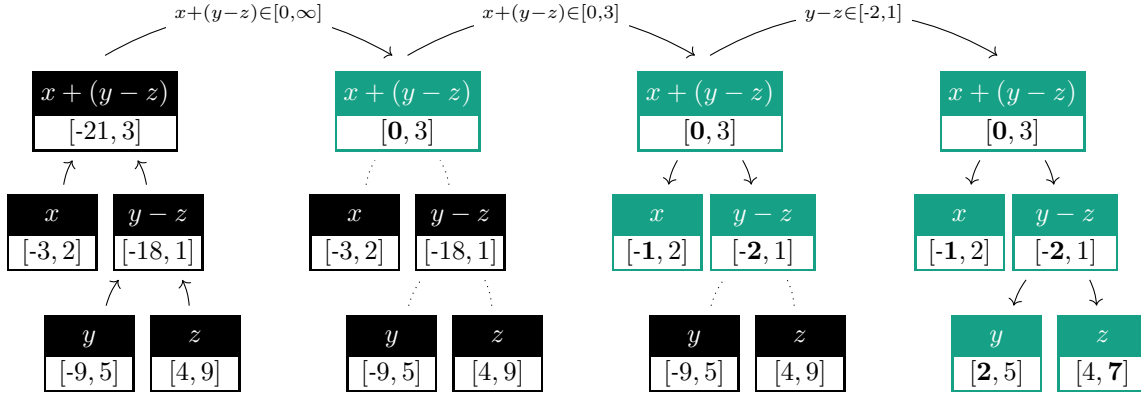 x+(y−z)∈[0,∞] x+(y−z)∈[0,3] y−z∈[-2,1]
x + (y − z) x + (y − z) x + (y − z) x + (y − z)
[-21, 3] [0, 3] [0, 3] [0, 3]
x y − z x y − z x y − z x y − z
[-3, 2] [-18, 1] [-3, 2] [-18, 1] [-1, 2] [-2, 1] [-1, 2] [-2, 1]
y z y z y z y z
[-9, 5] [4, 9] [-9, 5] [4, 9] [-9, 5] [4, 9] [2, 5] [4, 7]